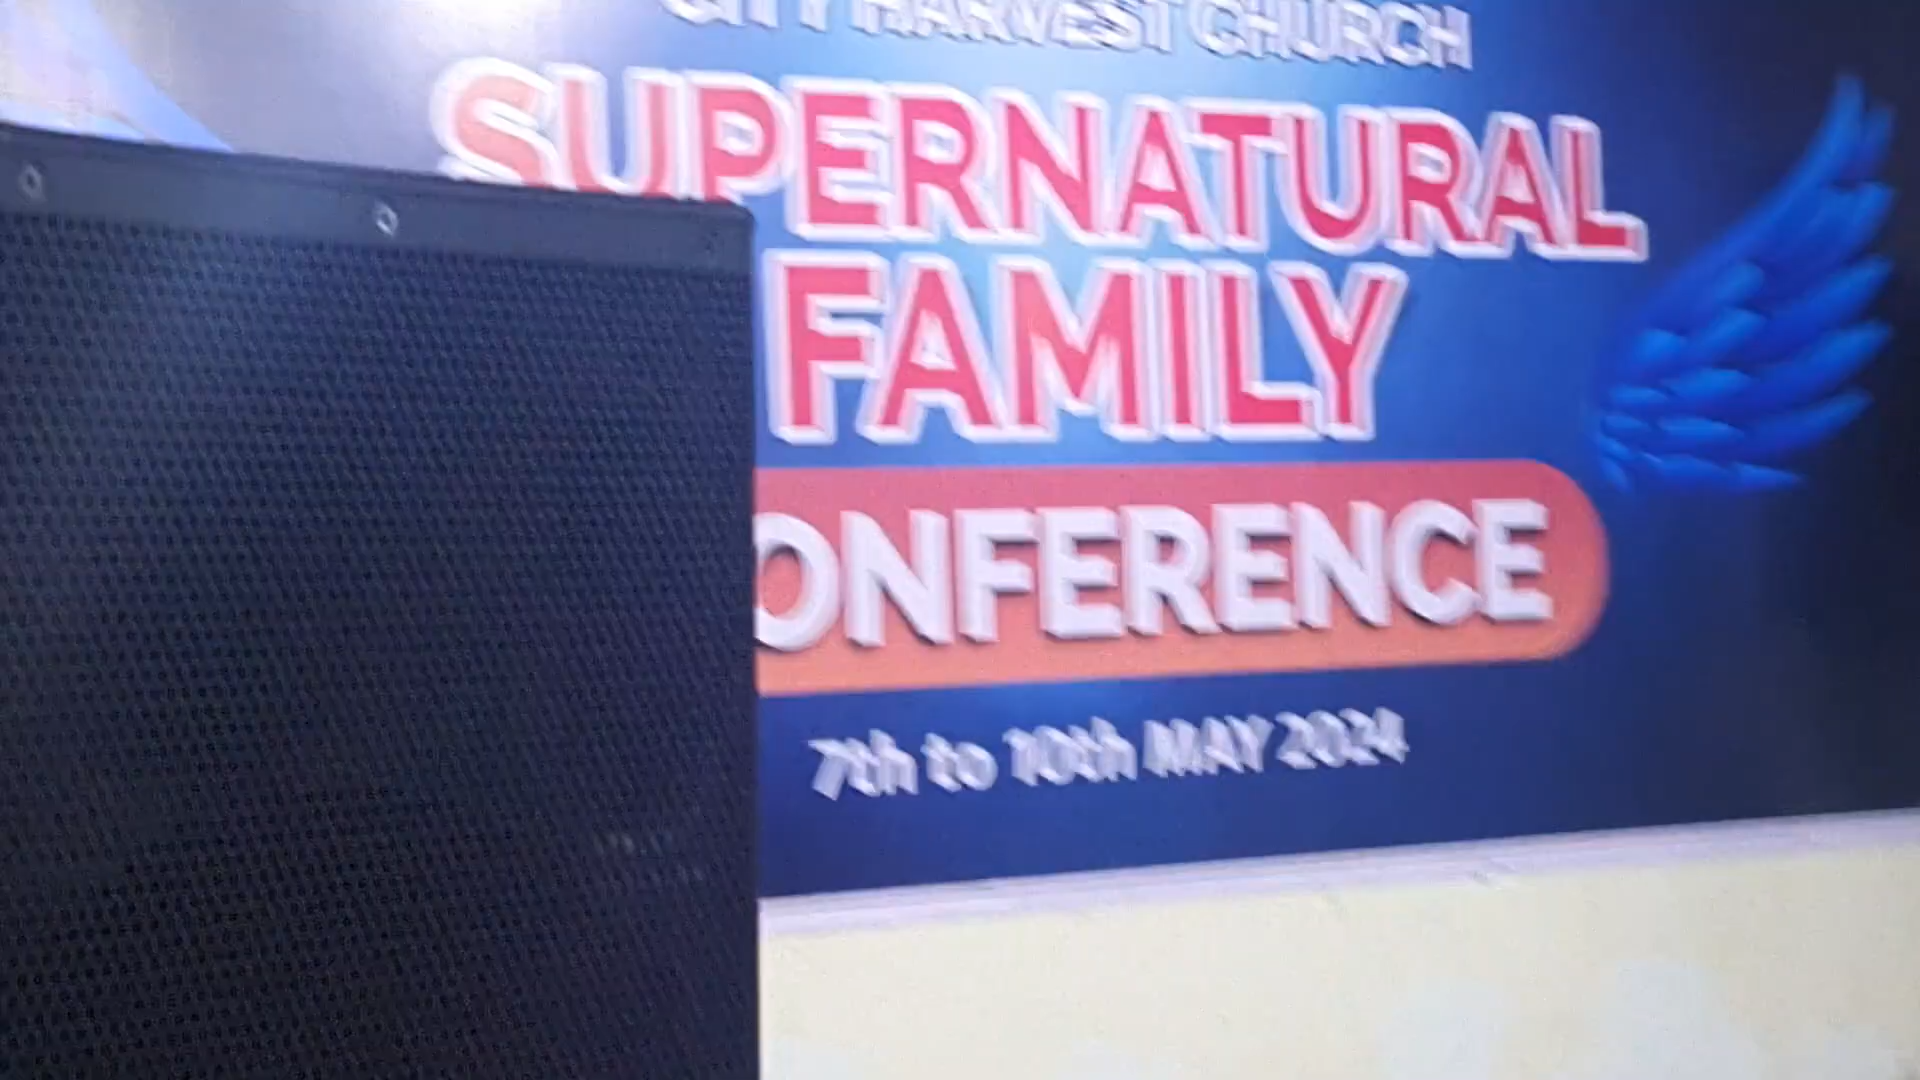 CITY HARVEST CHURCH
SUPERNATURAL
FAMILY
ONFERENCE
7th to 10th MAY 2024